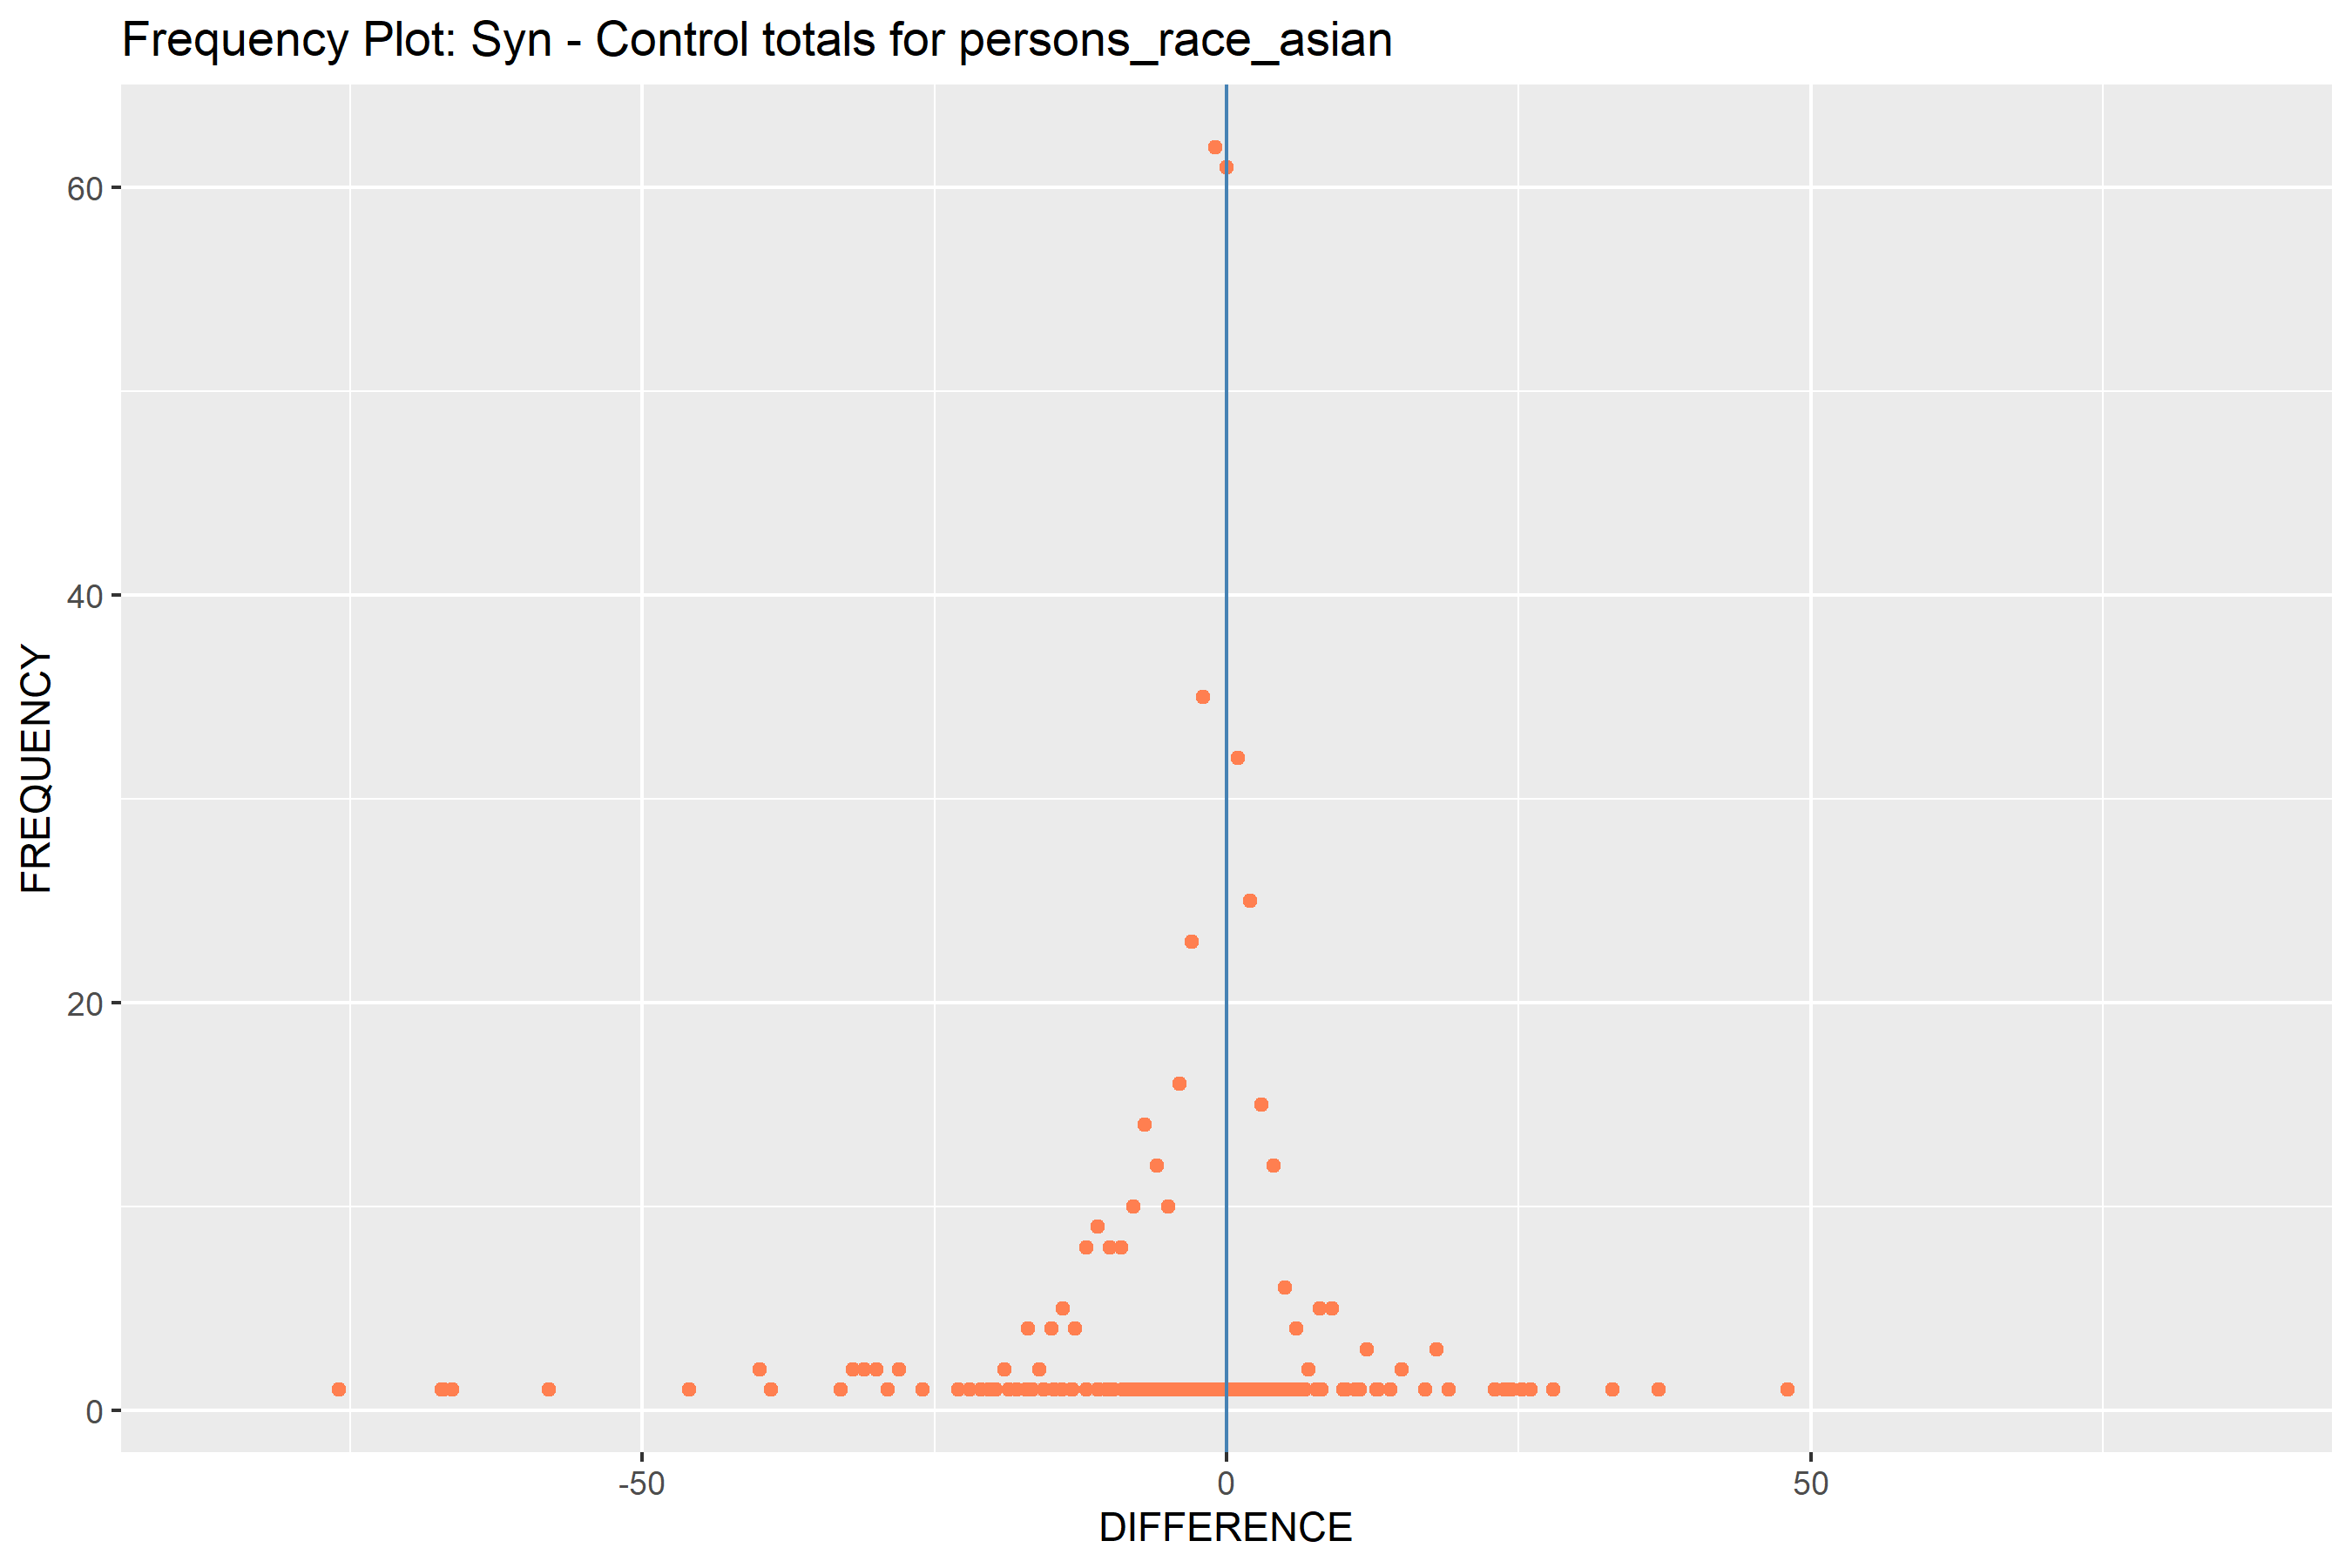 Frequency Plot: Syn - Control totals for persons_race_asian
FREQUENCY
60
40
20
0
-50
0
50
DIFFERENCE